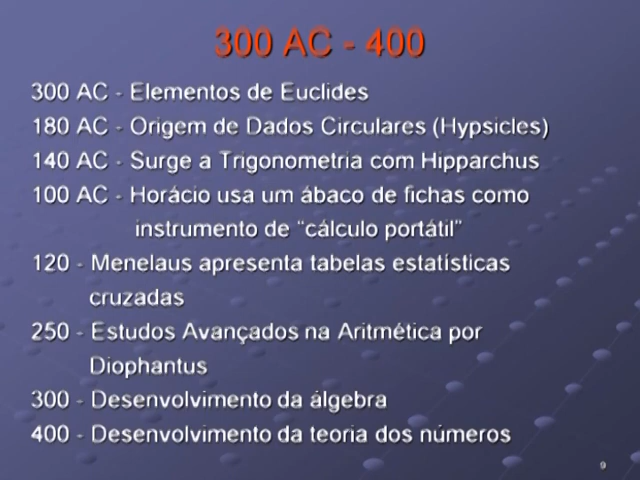 300 AC - 400
300 AC - Elementos de Euclides
180 AC - Origem de Dados Circulares (Hypsicles)
140 AC - Surge a Trigonometria com Hipparchus
100 AC - Horácio usa um ábaco de fichas como
instrumento de “cálculo portátil”
120 - Menelaus apresenta tabelas estatísticas
cruzadas
250 - Estudos Avançados na Aritmética por
Diophantus
300 - Desenvolvimento da álgebra
400 - Desenvolvimento da teoria dos números
9